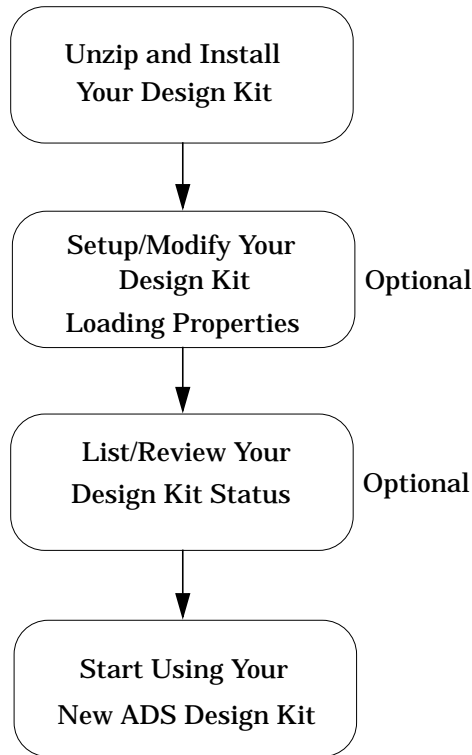 Unzip and Install
Your Design Kit
Setup/Modify Your
Design Kit
Loading Properties
Optional
List/Review Your
Design Kit Status
Optional
Start Using Your
New ADS Design Kit